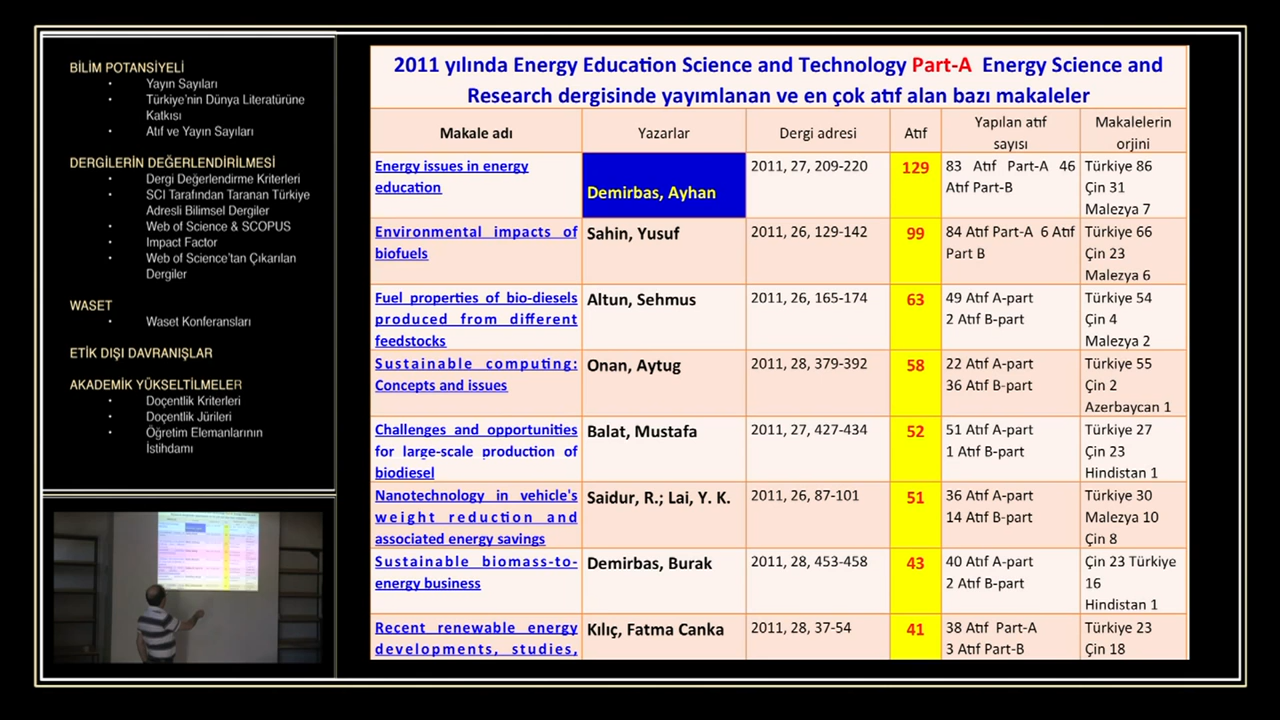 BİLİM POTANSİYELİ
• Yayın Sayıları
• Türkiye'nin Dünya Literatürüne
Katkısı
• Atıf ve Yayın Sayıları
DERGİLERİN DEĞERLENDİRİLMESİ
• Dergi Değerlendirme Kriterleri
• SCI Tarafından Taranan Türkiye
Adresli Bilimsel Dergiler
• Web of Science & SCOPUS
• Impact Factor
• Web of Science'tan Çıkarılan
Dergiler
WASET
• Waset Konferansları
ETİK DIŞI DAVRANIŞLAR
AKADEMİK YÜKSELTİLMELER
• Doçentlik Kriterleri
• Doçentlik Jürileri
• Öğretim Elemanlarının
İstihdamı
2011 yılında Energy Education Science and Technology Part-A Energy Science and
Research dergisinde yayımlanan ve en çok atıf alan bazı makaleler
Makale adı Yazarlar Dergi adresi Atıf Yapılan atıf sayısı Makalelerin orjini
Energy issues in energy
education
Demirbas, Ayhan
2011, 27, 209-220
129
83 Atıf Part-A 46
Atıf Part-B
Türkiye 86
Çin 31
Malezya 7
Environmental impacts of
biofuels
Sahin, Yusuf
2011, 26, 129-142
99
84 Atıf Part-A 6 Atıf
Part B
Türkiye 66
Çin 23
Malezya 6
Fuel properties of bio-diesels
produced from different
feedstocks
Altun, Sehmus
2011, 26, 165-174
63
49 Atıf A-part
2 Atıf B-part
Türkiye 54
Çin 4
Malezya 2
Sustainable computing:
Concepts and issues
Onan, Aytug
2011, 28, 379-392
58
22 Atıf A-part
36 Atıf B-part
Türkiye 55
Çin 2
Azerbaycan 1
Challenges and opportunities
for large-scale production of
biodiesel
Balat, Mustafa
2011, 27, 427-434
52
51 Atıf A-part
1 Atıf B-part
Türkiye 27
Çin 23
Hindistan 1
Nanotechnology in vehicle's
weight reduction and
associated energy savings
Saidur, R.; Lai, Y. K.
2011, 26, 87-101
51
36 Atıf A-part
14 Atıf B-part
Türkiye 30
Malezya 10
Çin 8
Sustainable biomass-to-
energy business
Demirbas, Burak
2011, 28, 453-458
43
40 Atıf A-part
2 Atıf B-part
Çin 23 Türkiye
16
Hindistan 1
Recent renewable energy
developments, studies,
Kılıç, Fatma Canka
2011, 28, 37-54
41
38 Atıf Part-A
3 Atıf Part-B
Türkiye 23
Çin 18